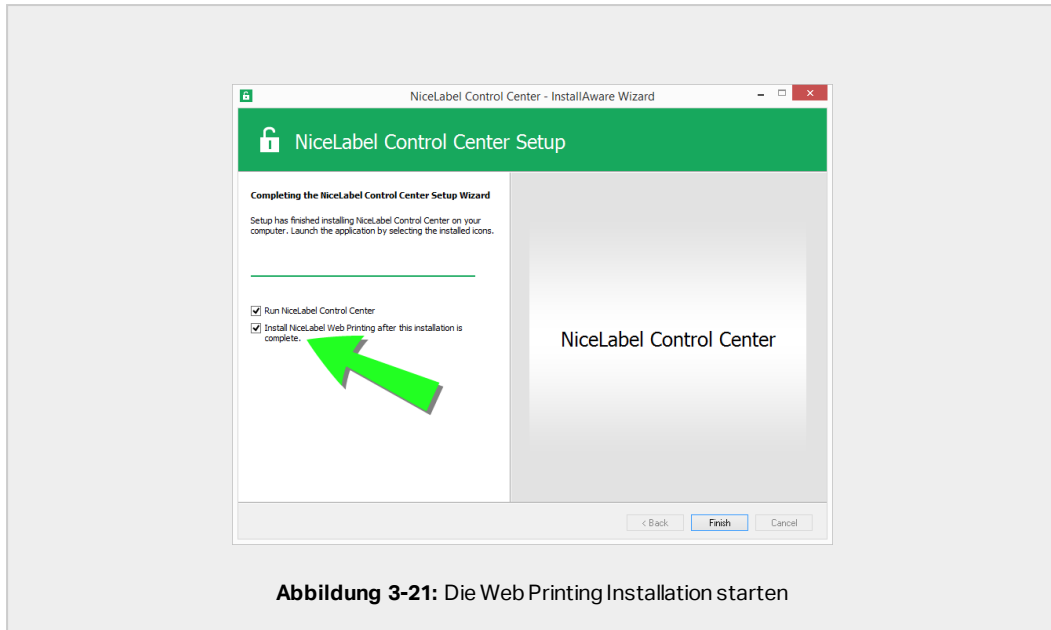 NiceLabel Control Center - InstallAware Wizard
NiceLabel Control Center Setup
Completing the NiceLabel Control Center Setup Wizard
Setup has finished installing NiceLabel Control Center on your
computer. Launch the application by selecting the installed icons.
Run NiceLabel Control Center
Install NiceLabel Web Printing after this installation is
complete.
NiceLabel Control Center
< Back Finish Cancel
Abbildung 3-21: Die Web Printing Installation starten